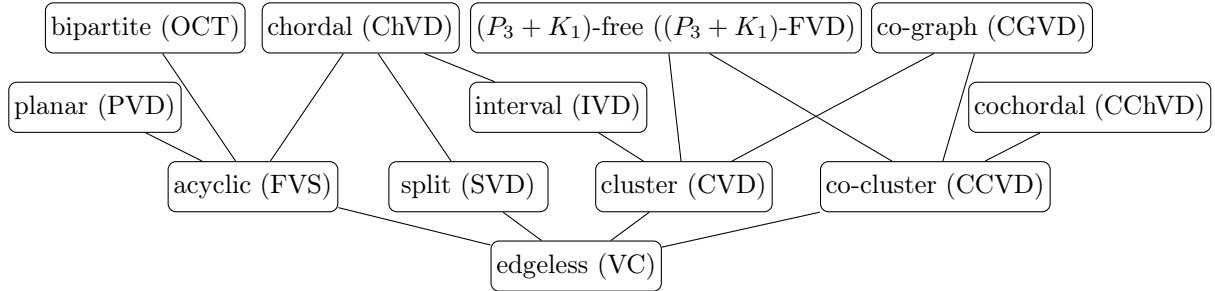 bipartite (OCT)
chordal (ChVD)
(P₃ + K₁)-free ((P₃ + K₁)-FVD)
co-graph (CGVD)
planar (PVD)
interval (IVD)
cochordal (CChVD)
acyclic (FVS)
split (SVD)
cluster (CVD)
co-cluster (CCVD)
edgeless (VC)